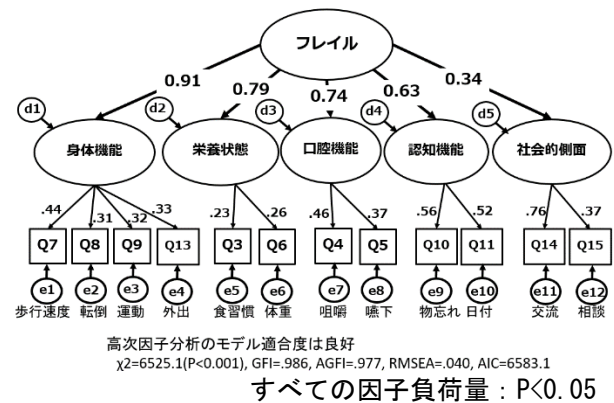 フレイル
0.91 0.79 0.74 0.63 0.34
d1 d2 d3 d4 d5
身体機能 栄養状態 口腔機能 認知機能 社会的側面
.44 .31 .32 .33 .23 .26 .46 .37 .56 .52 .76 .37
Q7 Q8 Q9 Q13 Q3 Q6 Q4 Q5 Q10 Q11 Q14 Q15
e1 e2 e3 e4 e5 e6 e7 e8 e9 e10 e11 e12
歩行速度 転倒 運動 外出 食習慣 体重 咀嚼 嚥下 物忘れ 日付 交流 相談
高次因子分析のモデル適合度は良好
χ2=6525.1(P<0.001), GFI=.986, AGFI=.977, RMSEA=.040, AIC=6583.1
すべての因子負荷量：P<0.05